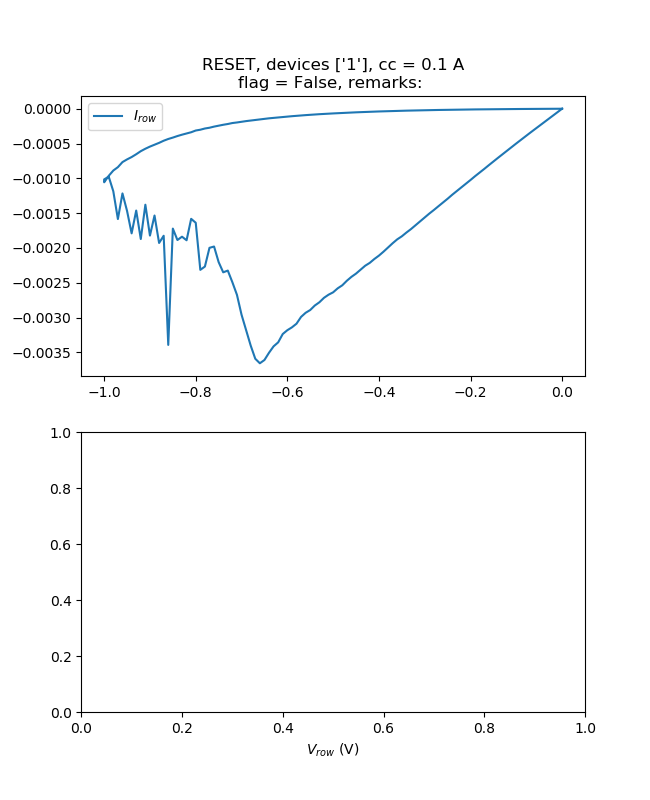 RESET, devices ['1'], cc = 0.1 A
flag = False, remarks:
I_row
0.0000
−0.0005
−0.0010
−0.0015
−0.0020
−0.0025
−0.0030
−0.0035
−1.0 −0.8 −0.6 −0.4 −0.2 0.0
1.0
0.8
0.6
0.4
0.2
0.0
0.0 0.2 0.4 0.6 0.8 1.0
V_row (V)